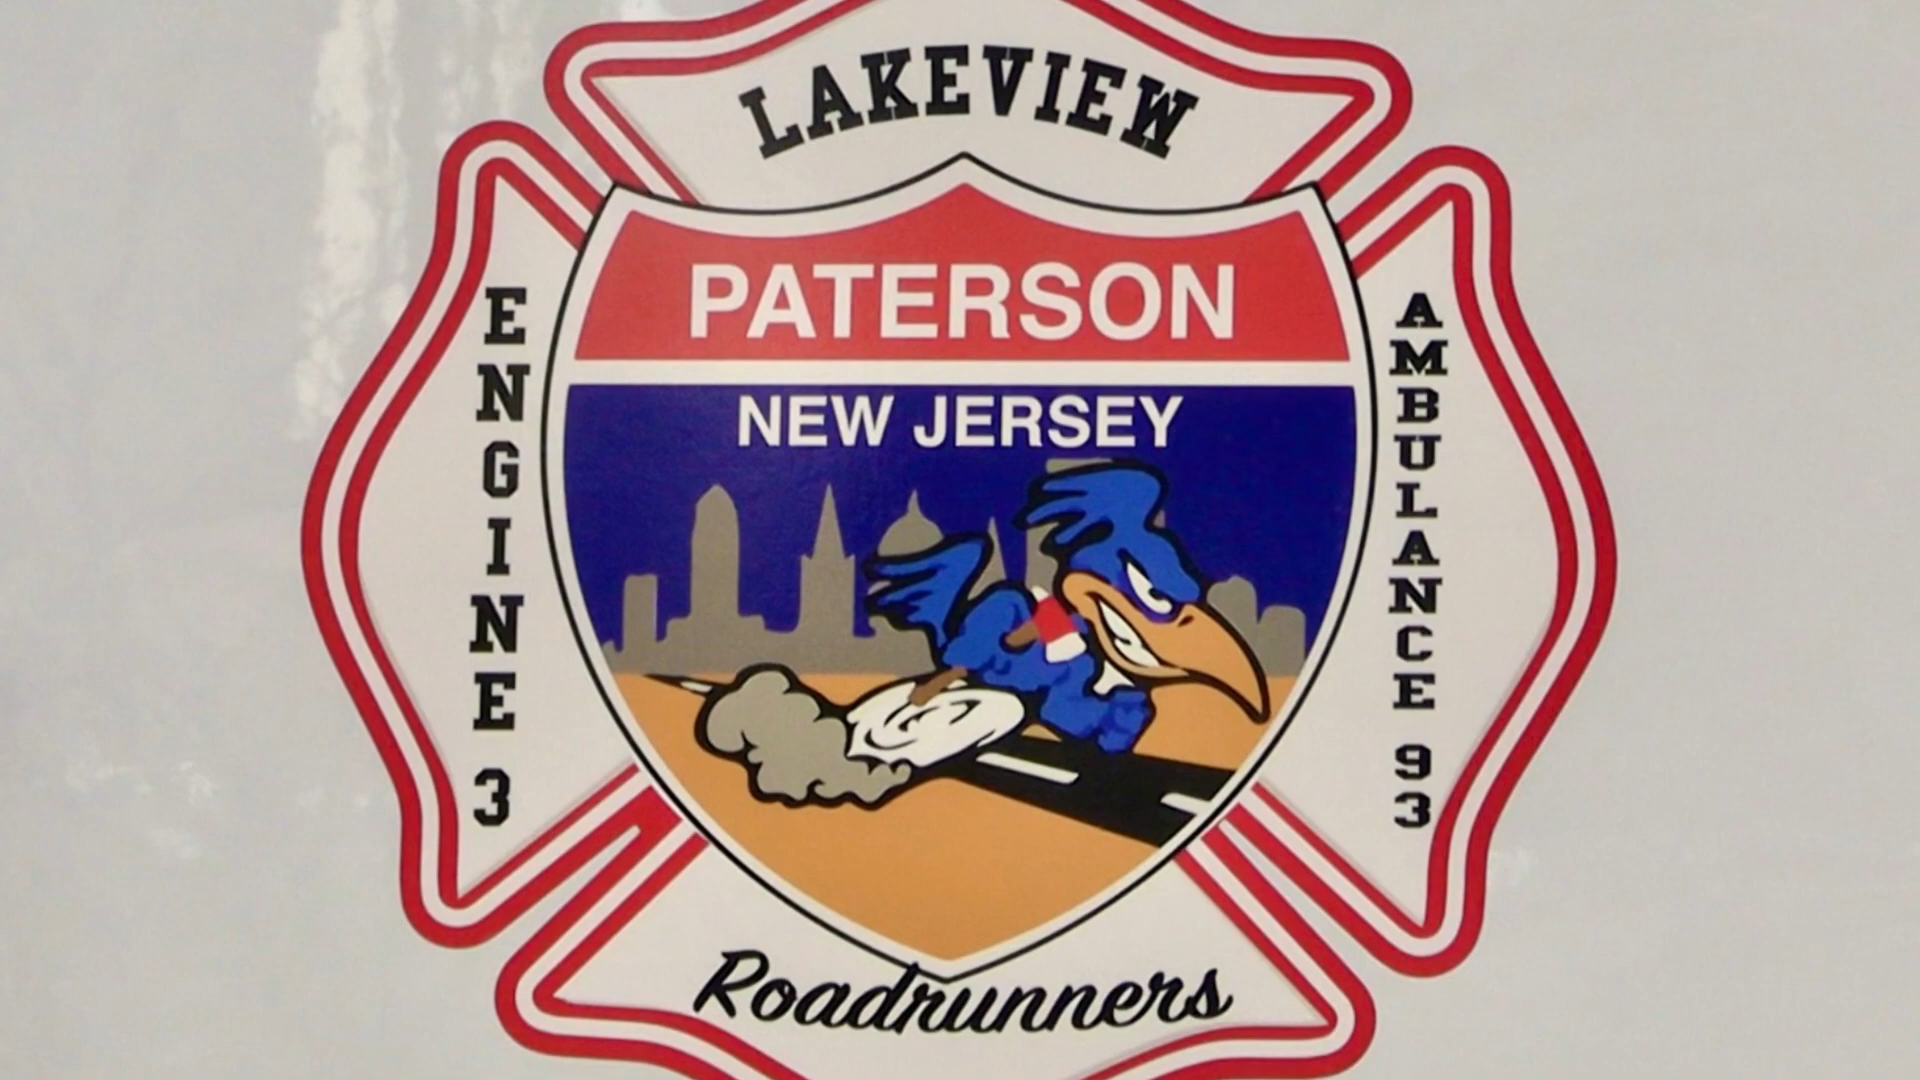 LAKEVIEW
PATERSON
NEW JERSEY
ENGINE 3
AMBULANCE 93
Roadrunners